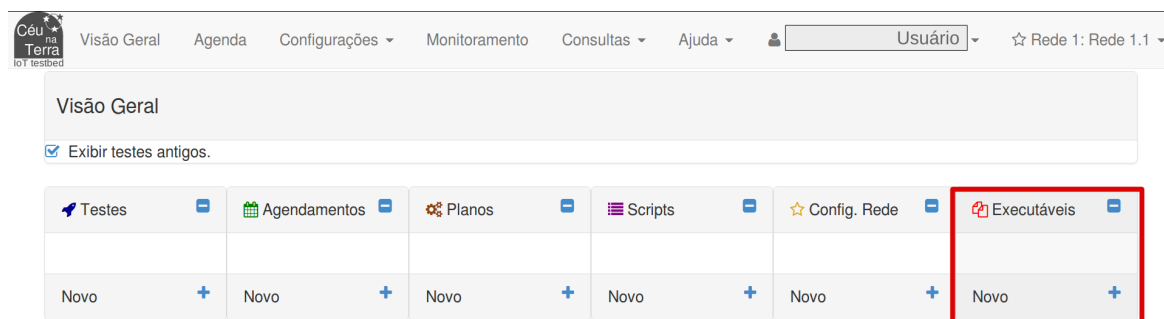 Céu
na
Terra
IoT testbed
Visão Geral Agenda Configurações Monitoramento Consultas Ajuda Usuário Rede 1: Rede 1.1
Visão Geral
Exibir testes antigos.
Testes Agendamentos Planos Scripts Config. Rede Executáveis
Novo Novo Novo Novo Novo Novo